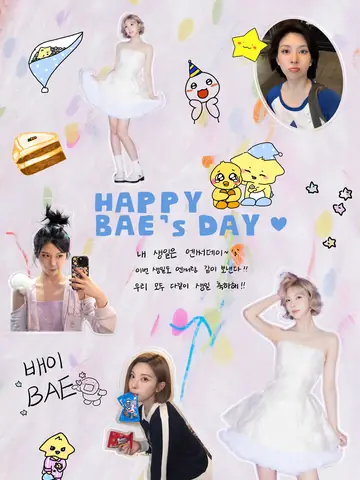 HAPPY
BAE's DAY
내 생일은 엔써데이~
이번 생일도 엔써랑 같이 보낸다!!
우리 모두 다같이 생일 축하해!!
배이
BAE